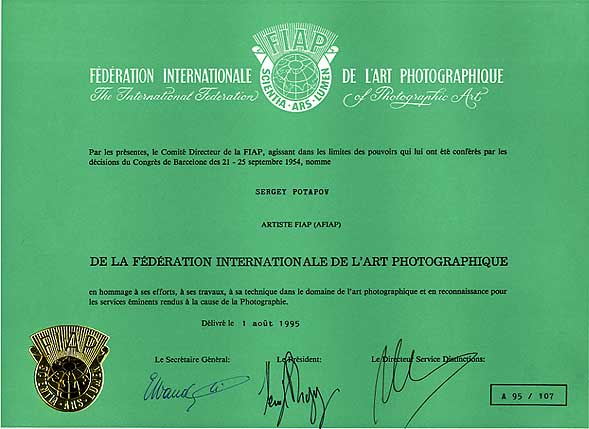 FIAP
SCIENTIA · ARS · LUMEN
FÉDÉRATION INTERNATIONALE DE L'ART PHOTOGRAPHIQUE
The International Federation of Photographic Art
Par les présentes, le Comité Directeur de la FIAP, agissant dans les limites des pouvoirs qui lui ont été conférés par les
décisions du Congrès de Barcelone des 21 - 25 septembre 1954, nomme
SERGEY POTAPOV
ARTISTE FIAP (AFIAP)
DE LA FÉDÉRATION INTERNATIONALE DE L'ART PHOTOGRAPHIQUE
en hommage à ses efforts, à ses travaux, à sa technique dans le domaine de l'art photographique et en reconnaissance pour
les services éminents rendus à la cause de la Photographie.
Délivré le 1 août 1995
Le Secrétaire Général: Le Président: Le Directeur Service Distinctions:
FIAP
SCIENTIA · ARS · LUMEN
A 95 / 107